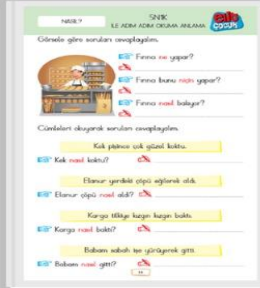 NASIL?
5N1K
İLE ADIM ADIM OKUMA ANLAMA
Görsele göre soruları cevaplayalım.
Fırıncı ne yapar?
Fırıncı bunu niçin yapar?
Fırıncı nasıl bakıyor?
Cümleleri okuyarak soruları cevaplayalım.
Kek pişince çok güzel koktu.
Kek nasıl koktu?
Elanur yerdeki çöpü eğilerek aldı.
Elanur çöpü nasıl aldı?
Karga tilkiye kızgın kızgın baktı.
Karga nasıl baktı?
Babam sabah işe yürüyerek gitti.
Babam nasıl gitti?